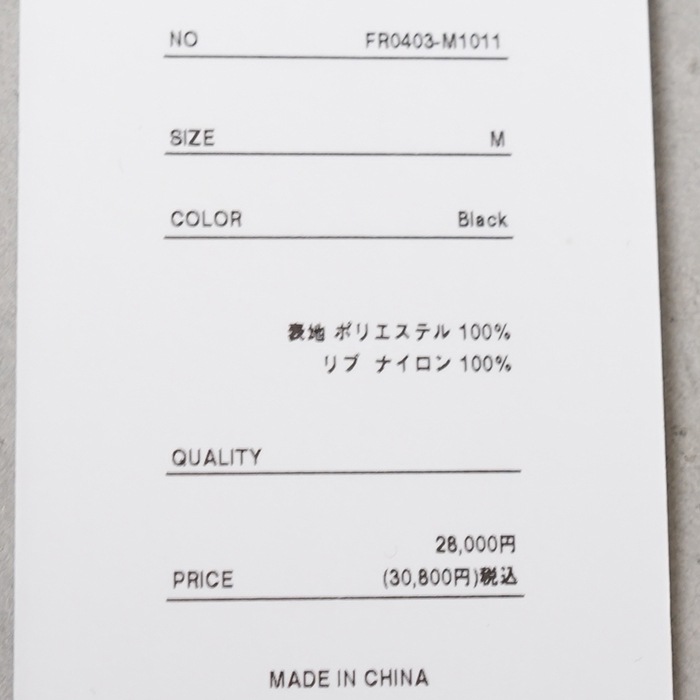 NO FR0403-M1011
SIZE M
COLOR Black
表地 ポリエステル 100%
リブ ナイロン 100%
QUALITY
28,000円
PRICE (30,800円)税込
MADE IN CHINA